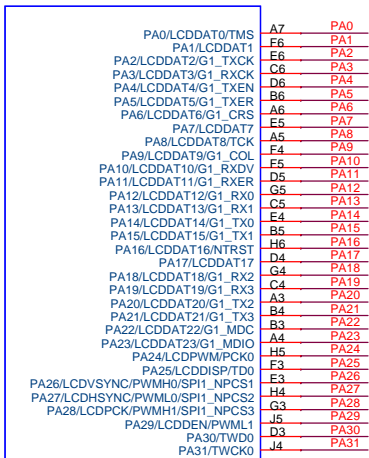 PA0/LCDDAT0/TMS A7 PA0
PA1/LCDDAT1 F6 PA1
PA2/LCDDAT2/G1_TXCK E6 PA2
PA3/LCDDAT3/G1_RXCK C6 PA3
PA4/LCDDAT4/G1_TXEN D6 PA4
PA5/LCDDAT5/G1_TXER B6 PA5
PA6/LCDDAT6/G1_CRS A6 PA6
PA7/LCDDAT7 E5 PA7
PA8/LCDDAT8/TCK A5 PA8
PA9/LCDDAT9/G1_COL F4 PA9
PA10/LCDDAT10/G1_RXDV F5 PA10
PA11/LCDDAT11/G1_RXER D5 PA11
PA12/LCDDAT12/G1_RX0 G5 PA12
PA13/LCDDAT13/G1_RX1 C5 PA13
PA14/LCDDAT14/G1_TX0 E4 PA14
PA15/LCDDAT15/G1_TX1 B5 PA15
PA16/LCDDAT16/NTRST H6 PA16
PA17/LCDDAT17 D4 PA17
PA18/LCDDAT18/G1_RX2 G4 PA18
PA19/LCDDAT19/G1_RX3 C4 PA19
PA20/LCDDAT20/G1_TX2 A3 PA20
PA21/LCDDAT21/G1_TX3 B4 PA21
PA22/LCDDAT22/G1_MDC B3 PA22
PA23/LCDDAT23/G1_MDIO A4 PA23
PA24/LCDPWM/PCK0 H5 PA24
PA25/LCDDISP/TD0 F3 PA25
PA26/LCDVSYNC/PWMH0/SPI1_NPCS1 E3 PA26
PA27/LCDHSYNC/PWML0/SPI1_NPCS2 H4 PA27
PA28/LCDPCK/PWMH1/SPI1_NPCS3 G3 PA28
PA29/LCDDEN/PWML1 J5 PA29
PA30/TWD0 D3 PA30
PA31/TWCK0 J4 PA31